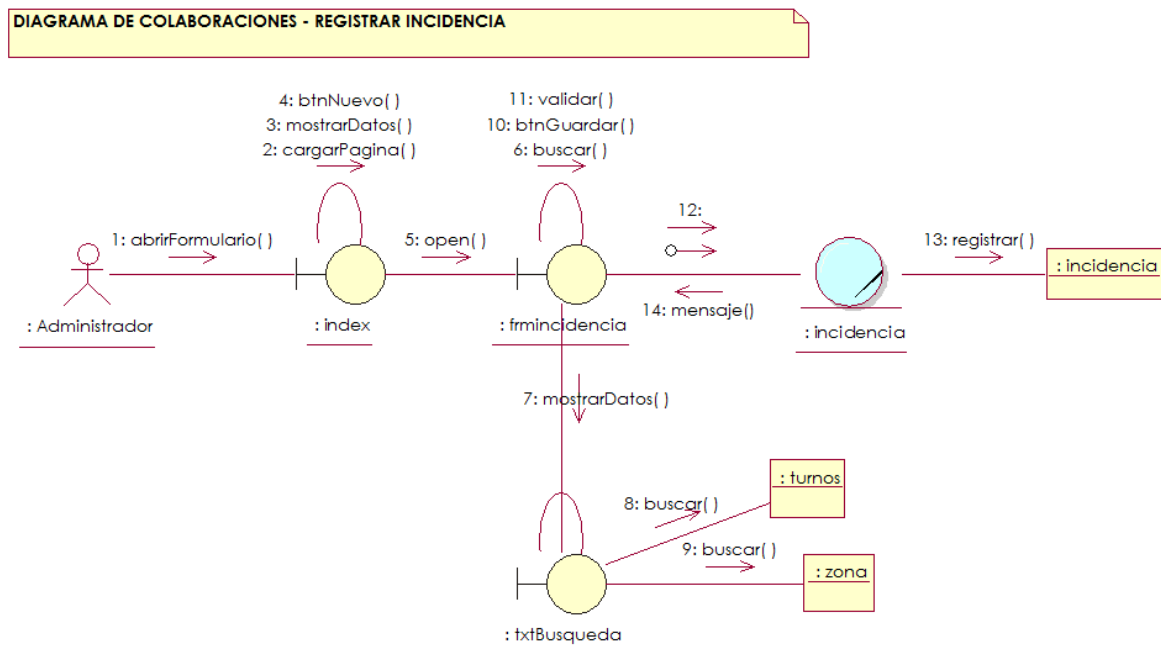 DIAGRAMA DE COLABORACIONES - REGISTRAR INCIDENCIA
4: btnNuevo( )
3: mostrarDatos( )
2: cargarPagina( )
11: validar( )
10: btnGuardar( )
6: buscar( )
1: abrirFormulario( )
5: open( )
12:
13: registrar( )
14: mensaje()
: Administrador
: index
: frmincidencia
: incidencia
: incidencia
7: mostrarDatos( )
8: buscar( )
: turnos
9: buscar( )
: zona
: txtBusqueda